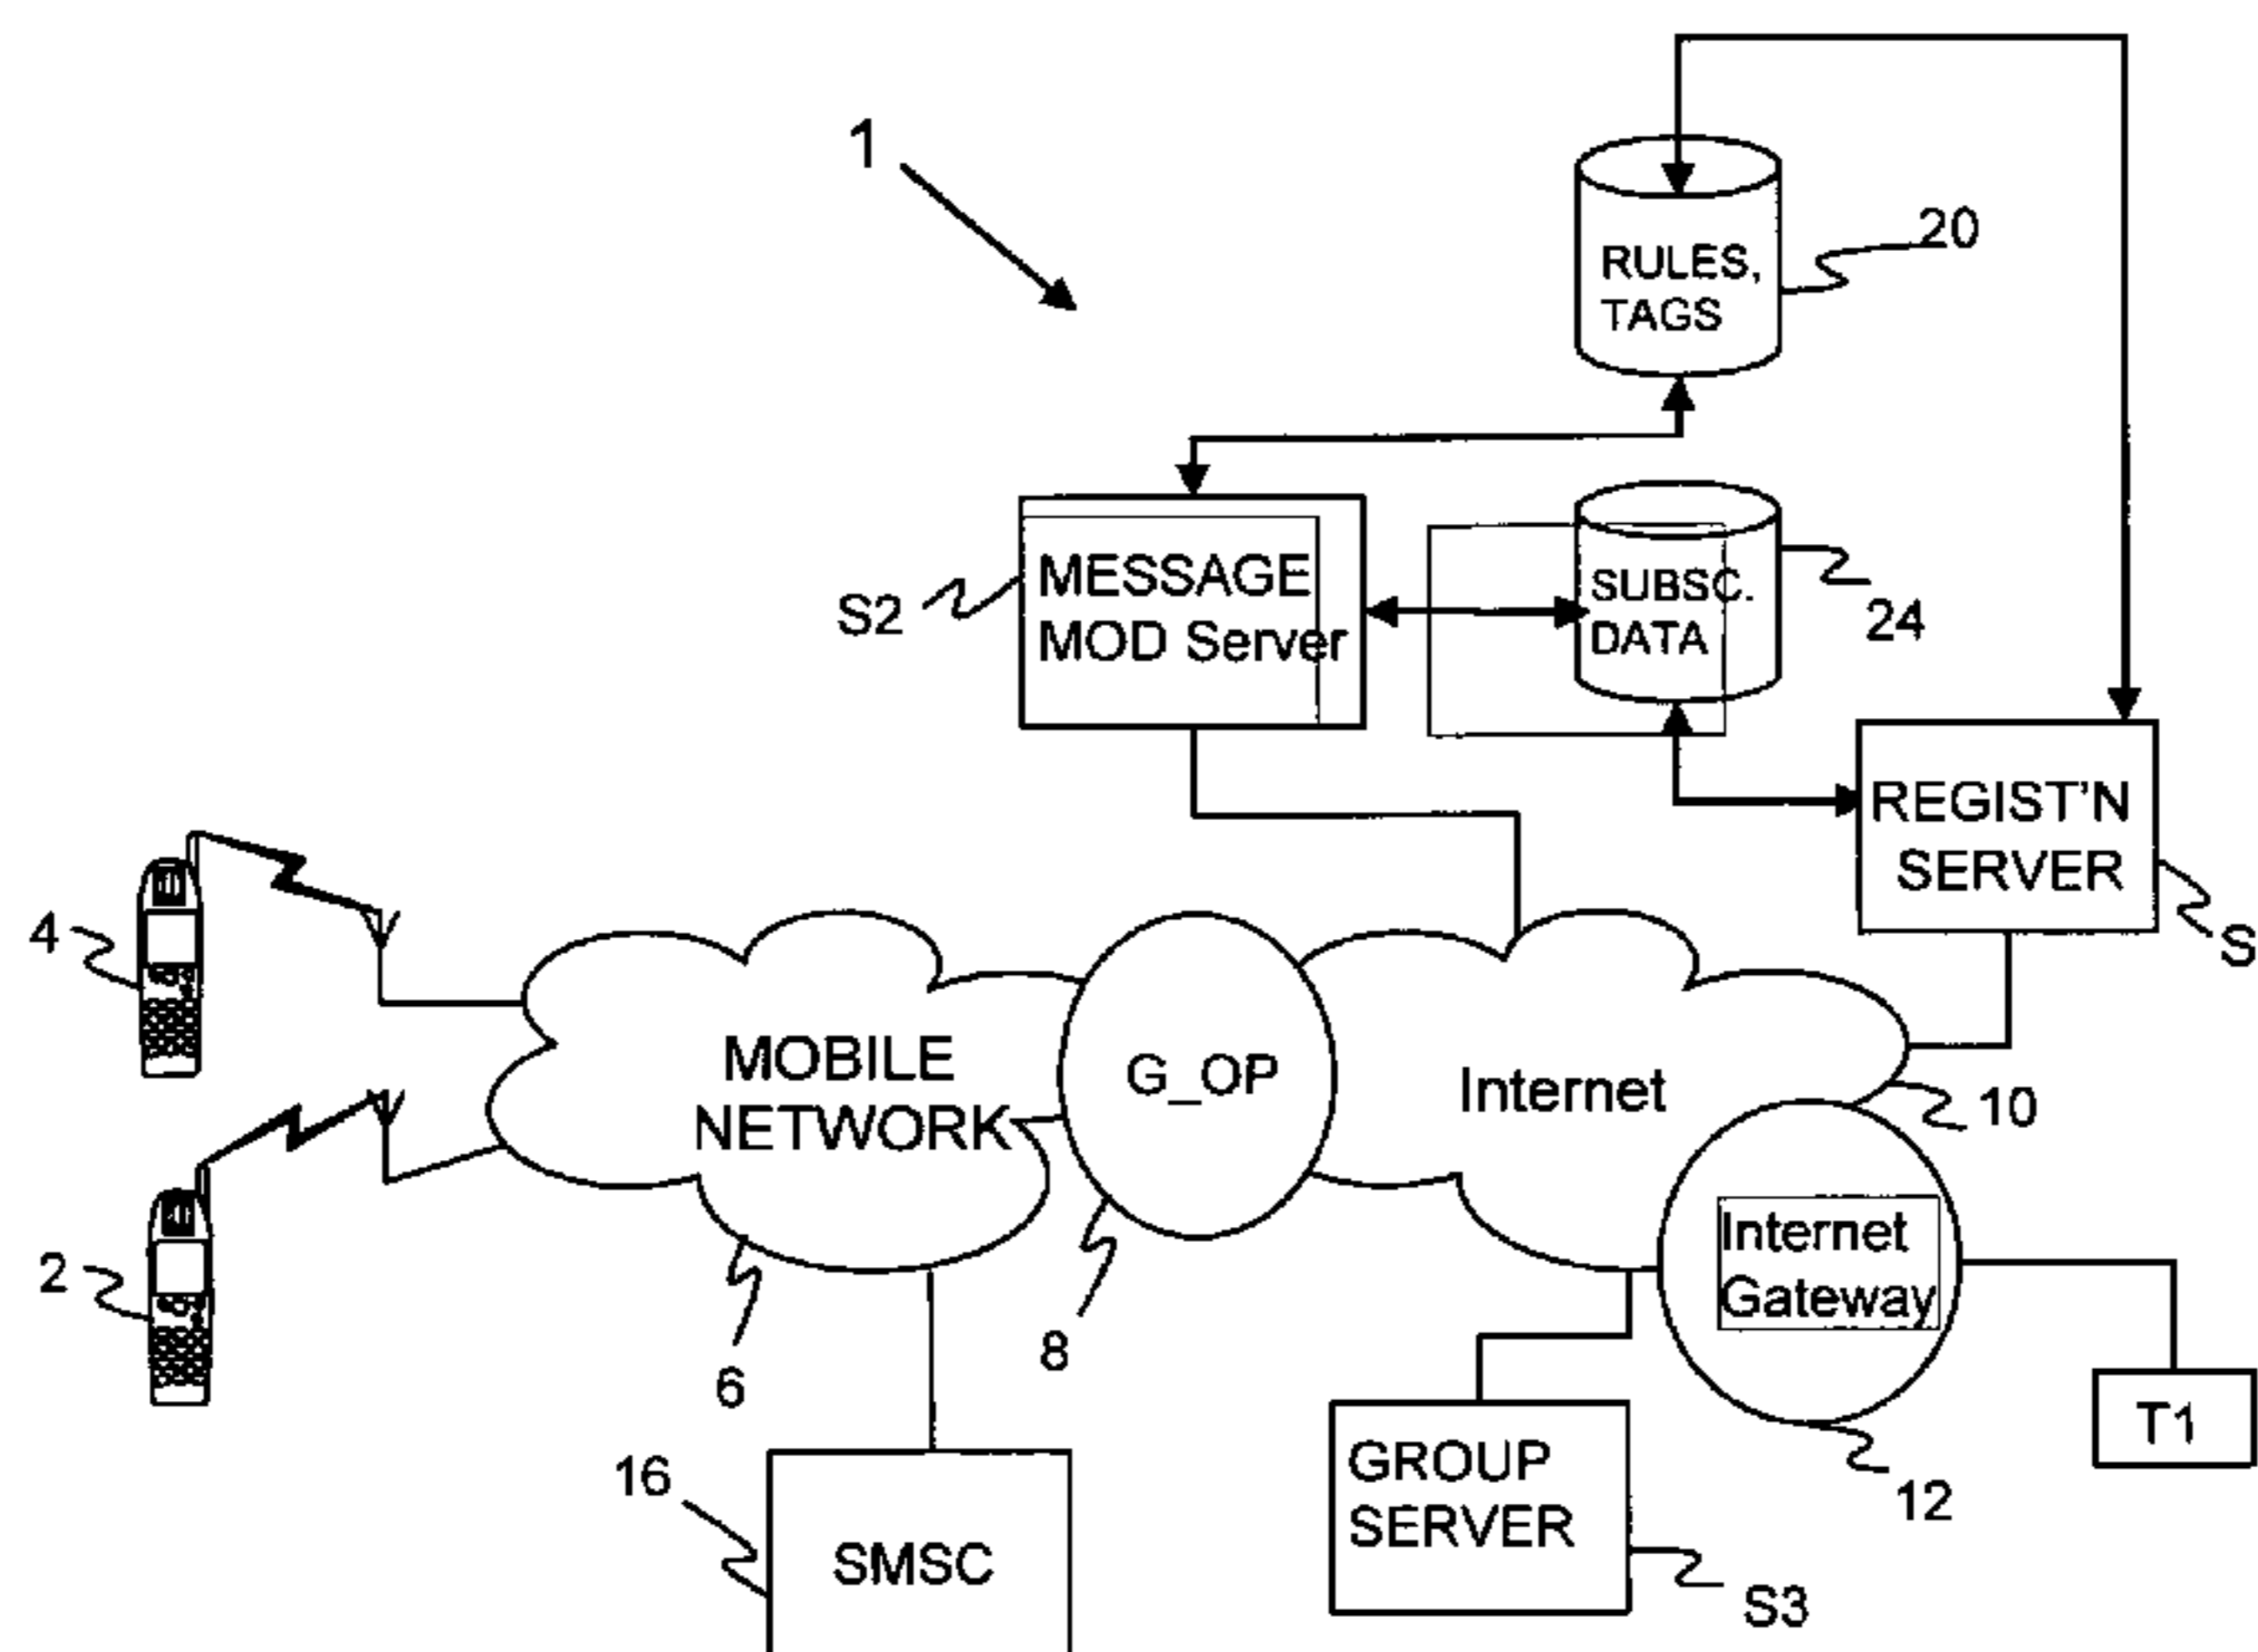 1
20
RULES,
TAGS
S2
MESSAGE
MOD Server
SUBSC.
DATA
24
REGIST'N
SERVER
S
4
MOBILE
NETWORK
G_OP
Internet
10
2
Internet
Gateway
6
8
T1
16
SMSC
GROUP
SERVER
12
S3